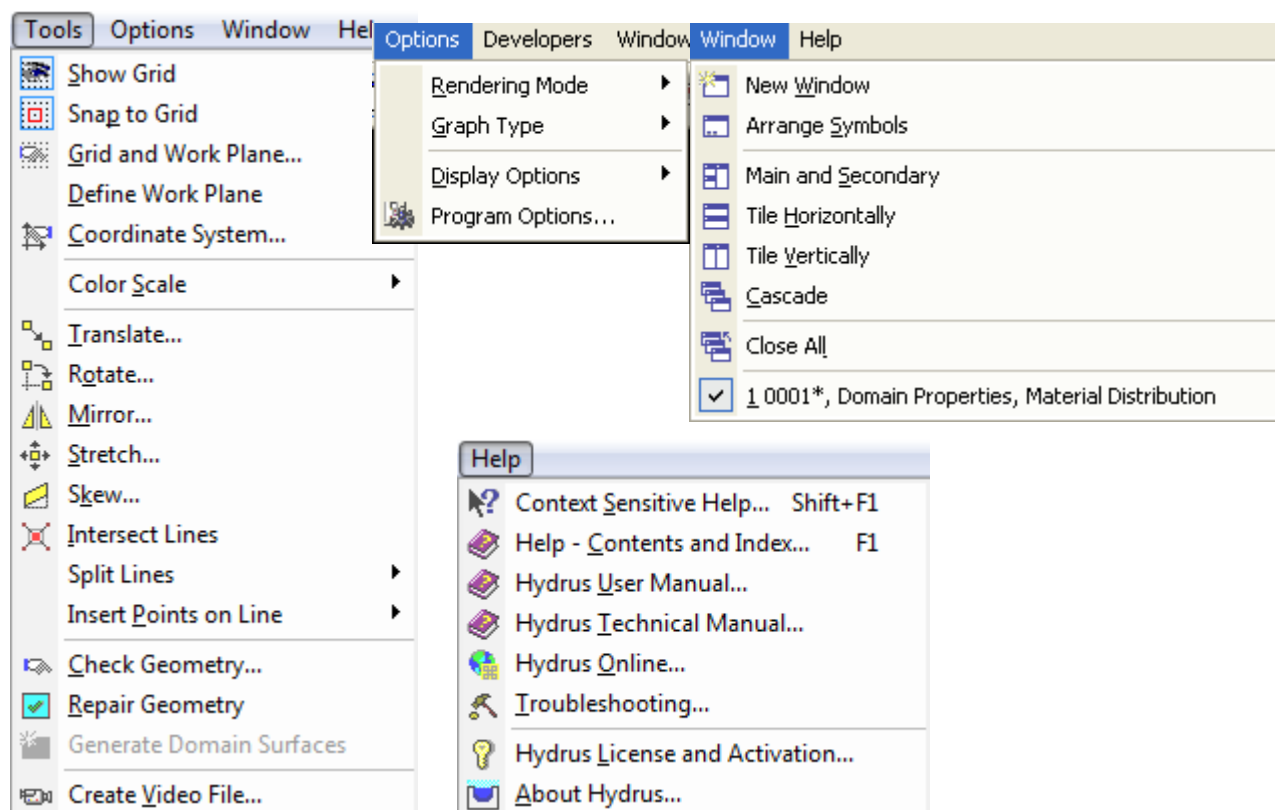 Tools Options Window Hel
Show Grid
Snap to Grid
Grid and Work Plane...
Define Work Plane
Coordinate System...
Color Scale
Translate...
Rotate...
Mirror...
Stretch...
Skew...
Intersect Lines
Split Lines
Insert Points on Line
Check Geometry...
Repair Geometry
Generate Domain Surfaces
Create Video File...
Options Developers Window
Rendering Mode
Graph Type
Display Options
Program Options...
Window Help
New Window
Arrange Symbols
Main and Secondary
Tile Horizontally
Tile Vertically
Cascade
Close All
1 0001*, Domain Properties, Material Distribution
Help
Context Sensitive Help... Shift+F1
Help - Contents and Index... F1
Hydrus User Manual...
Hydrus Technical Manual...
Hydrus Online...
Troubleshooting...
Hydrus License and Activation...
About Hydrus...